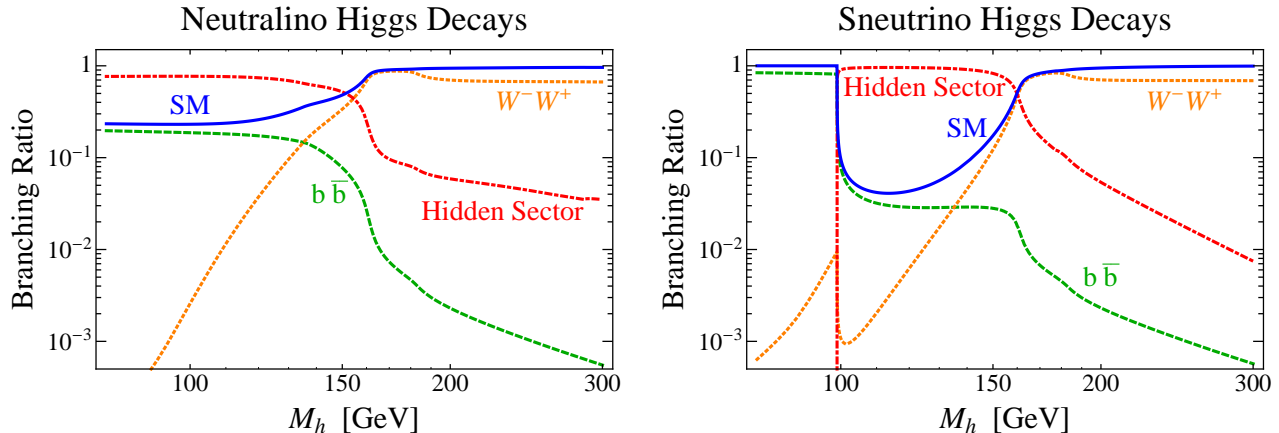 Neutralino Higgs Decays
Branching Ratio
1
10⁻¹
10⁻²
10⁻³
SM
W⁻W⁺
b b̅
Hidden Sector
100
150
200
300
M_h [GeV]
Sneutrino Higgs Decays
Branching Ratio
1
10⁻¹
10⁻²
10⁻³
Hidden Sector
W⁻W⁺
SM
b b̅
100
150
200
300
M_h [GeV]